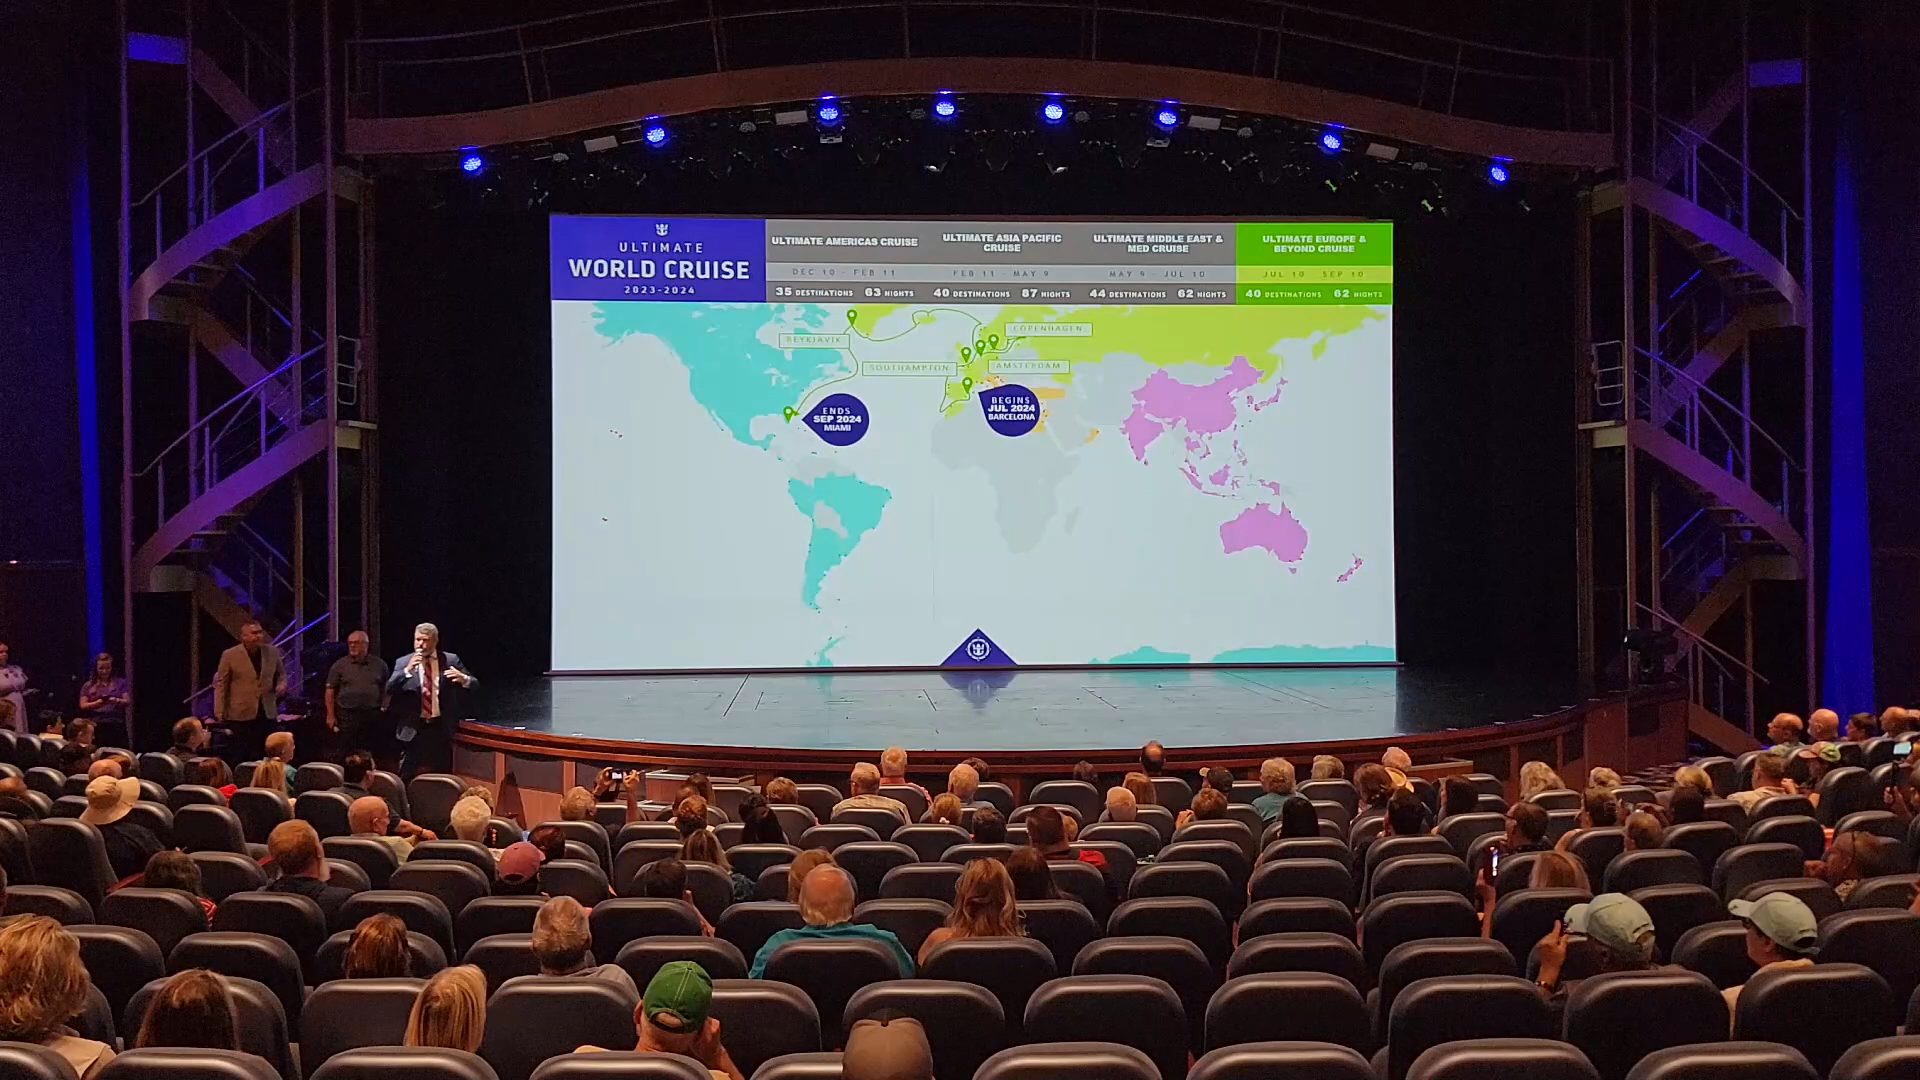 ULTIMATE
WORLD CRUISE
2023-2024
ULTIMATE AMERICAS CRUISE
DEC 10 - FEB 11
35 DESTINATIONS 63 NIGHTS
ULTIMATE ASIA PACIFIC
CRUISE
FEB 11 - MAY 9
40 DESTINATIONS 87 NIGHTS
ULTIMATE MIDDLE EAST &
MED CRUISE
MAY 9 - JUL 10
44 DESTINATIONS 62 NIGHTS
ULTIMATE EUROPE &
BEYOND CRUISE
JUL 10 - SEP 10
40 DESTINATIONS 62 NIGHTS
COPENHAGEN
REYKJAVIK
SOUTHAMPTON
AMSTERDAM
ENDS
SEP 2024
MIAMI
BEGINS
JUL 2024
BARCELONA